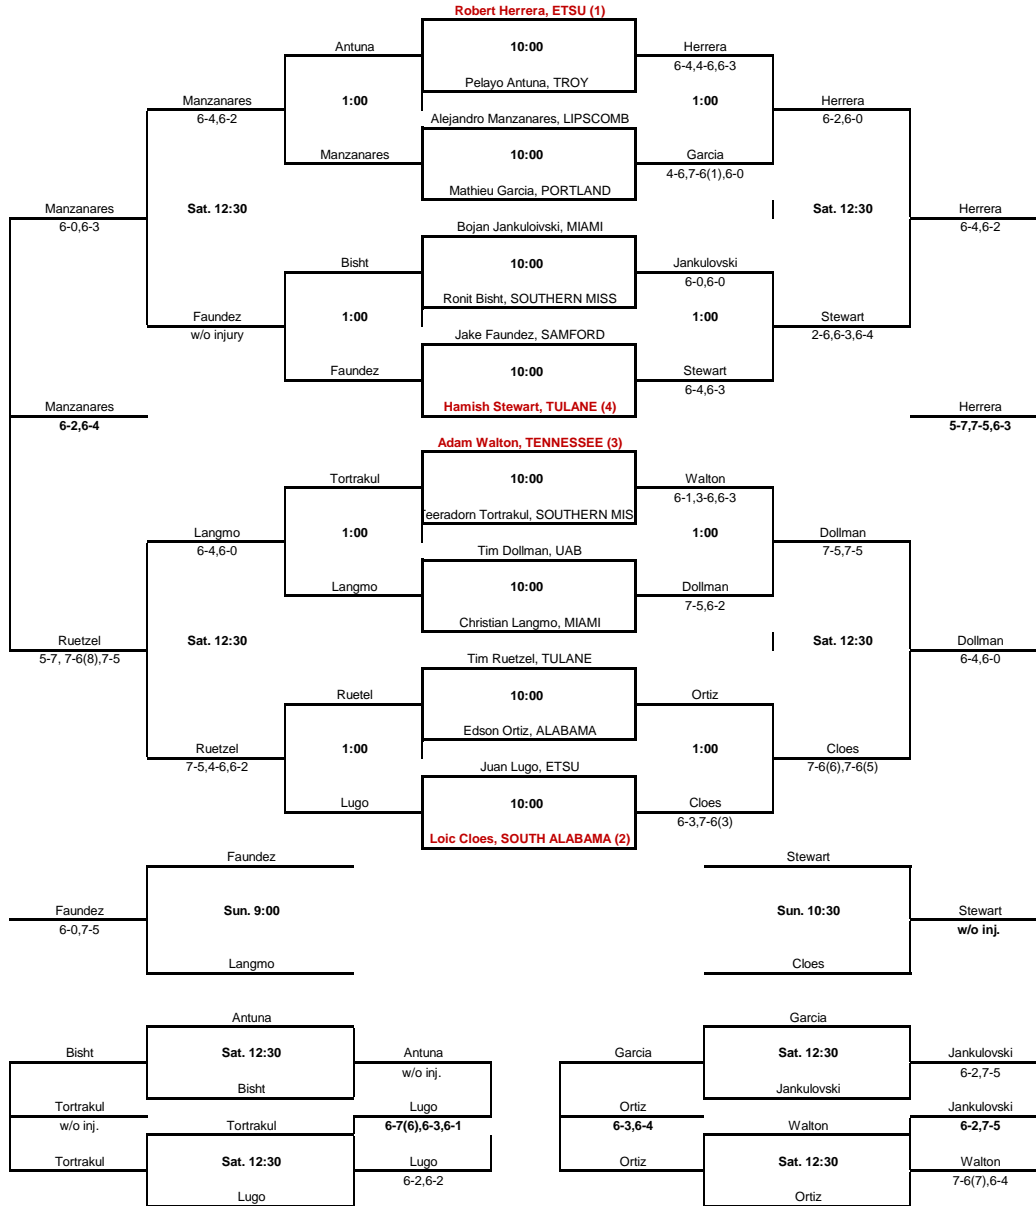 Robert Herrera, ETSU (1)
Antuna
10:00
Herrera
6-4,4-6,6-3
Pelayo Antuna, TROY
Manzanares
6-4,6-2
1:00
1:00
Herrera
6-2,6-0
Alejandro Manzanares, LIPSCOMB
Manzanares
10:00
Garcia
4-6,7-6(1),6-0
Mathieu Garcia, PORTLAND
Manzanares
6-0,6-3
Sat. 12:30
Sat. 12:30
Herrera
6-4,6-2
Bojan Jankuloivski, MIAMI
Bisht
10:00
Jankulovski
6-0,6-0
Ronit Bisht, SOUTHERN MISS
Faundez
w/o injury
1:00
1:00
Stewart
2-6,6-3,6-4
Jake Faundez, SAMFORD
Faundez
10:00
Stewart
6-4,6-3
Manzanares
6-2,6-4
Hamish Stewart, TULANE (4)
Herrera
5-7,7-5,6-3
Adam Walton, TENNESSEE (3)
Tortrakul
10:00
Walton
6-1,3-6,6-3
eeradorn Tortrakul, SOUTHERN MIS
Langmo
6-4,6-0
1:00
1:00
Dollman
7-5,7-5
Tim Dollman, UAB
Langmo
10:00
Dollman
7-5,6-2
Christian Langmo, MIAMI
Ruetzel
5-7, 7-6(8),7-5
Sat. 12:30
Sat. 12:30
Dollman
6-4,6-0
Tim Ruetzel, TULANE
Ruetel
10:00
Ortiz
Edson Ortiz, ALABAMA
Ruetzel
7-5,4-6,6-2
1:00
1:00
Cloes
7-6(6),7-6(5)
Juan Lugo, ETSU
Lugo
10:00
Cloes
6-3,7-6(3)
Loic Cloes, SOUTH ALABAMA (2)
Faundez
Stewart
Faundez
6-0,7-5
Sun. 9:00
Sun. 10:30
Stewart
w/o inj.
Langmo
Cloes
Antuna
Garcia
Bisht
Sat. 12:30
Antuna
w/o inj.
Garcia
Sat. 12:30
Jankulovski
6-2,7-5
Bisht
Jankulovski
Tortrakul
w/o inj.
Tortrakul
Lugo
6-7(6),6-3,6-1
Ortiz
6-3,6-4
Walton
Jankulovski
6-2,7-5
Tortrakul
Sat. 12:30
Lugo
6-2,6-2
Ortiz
Sat. 12:30
Walton
7-6(7),6-4
Lugo
Ortiz